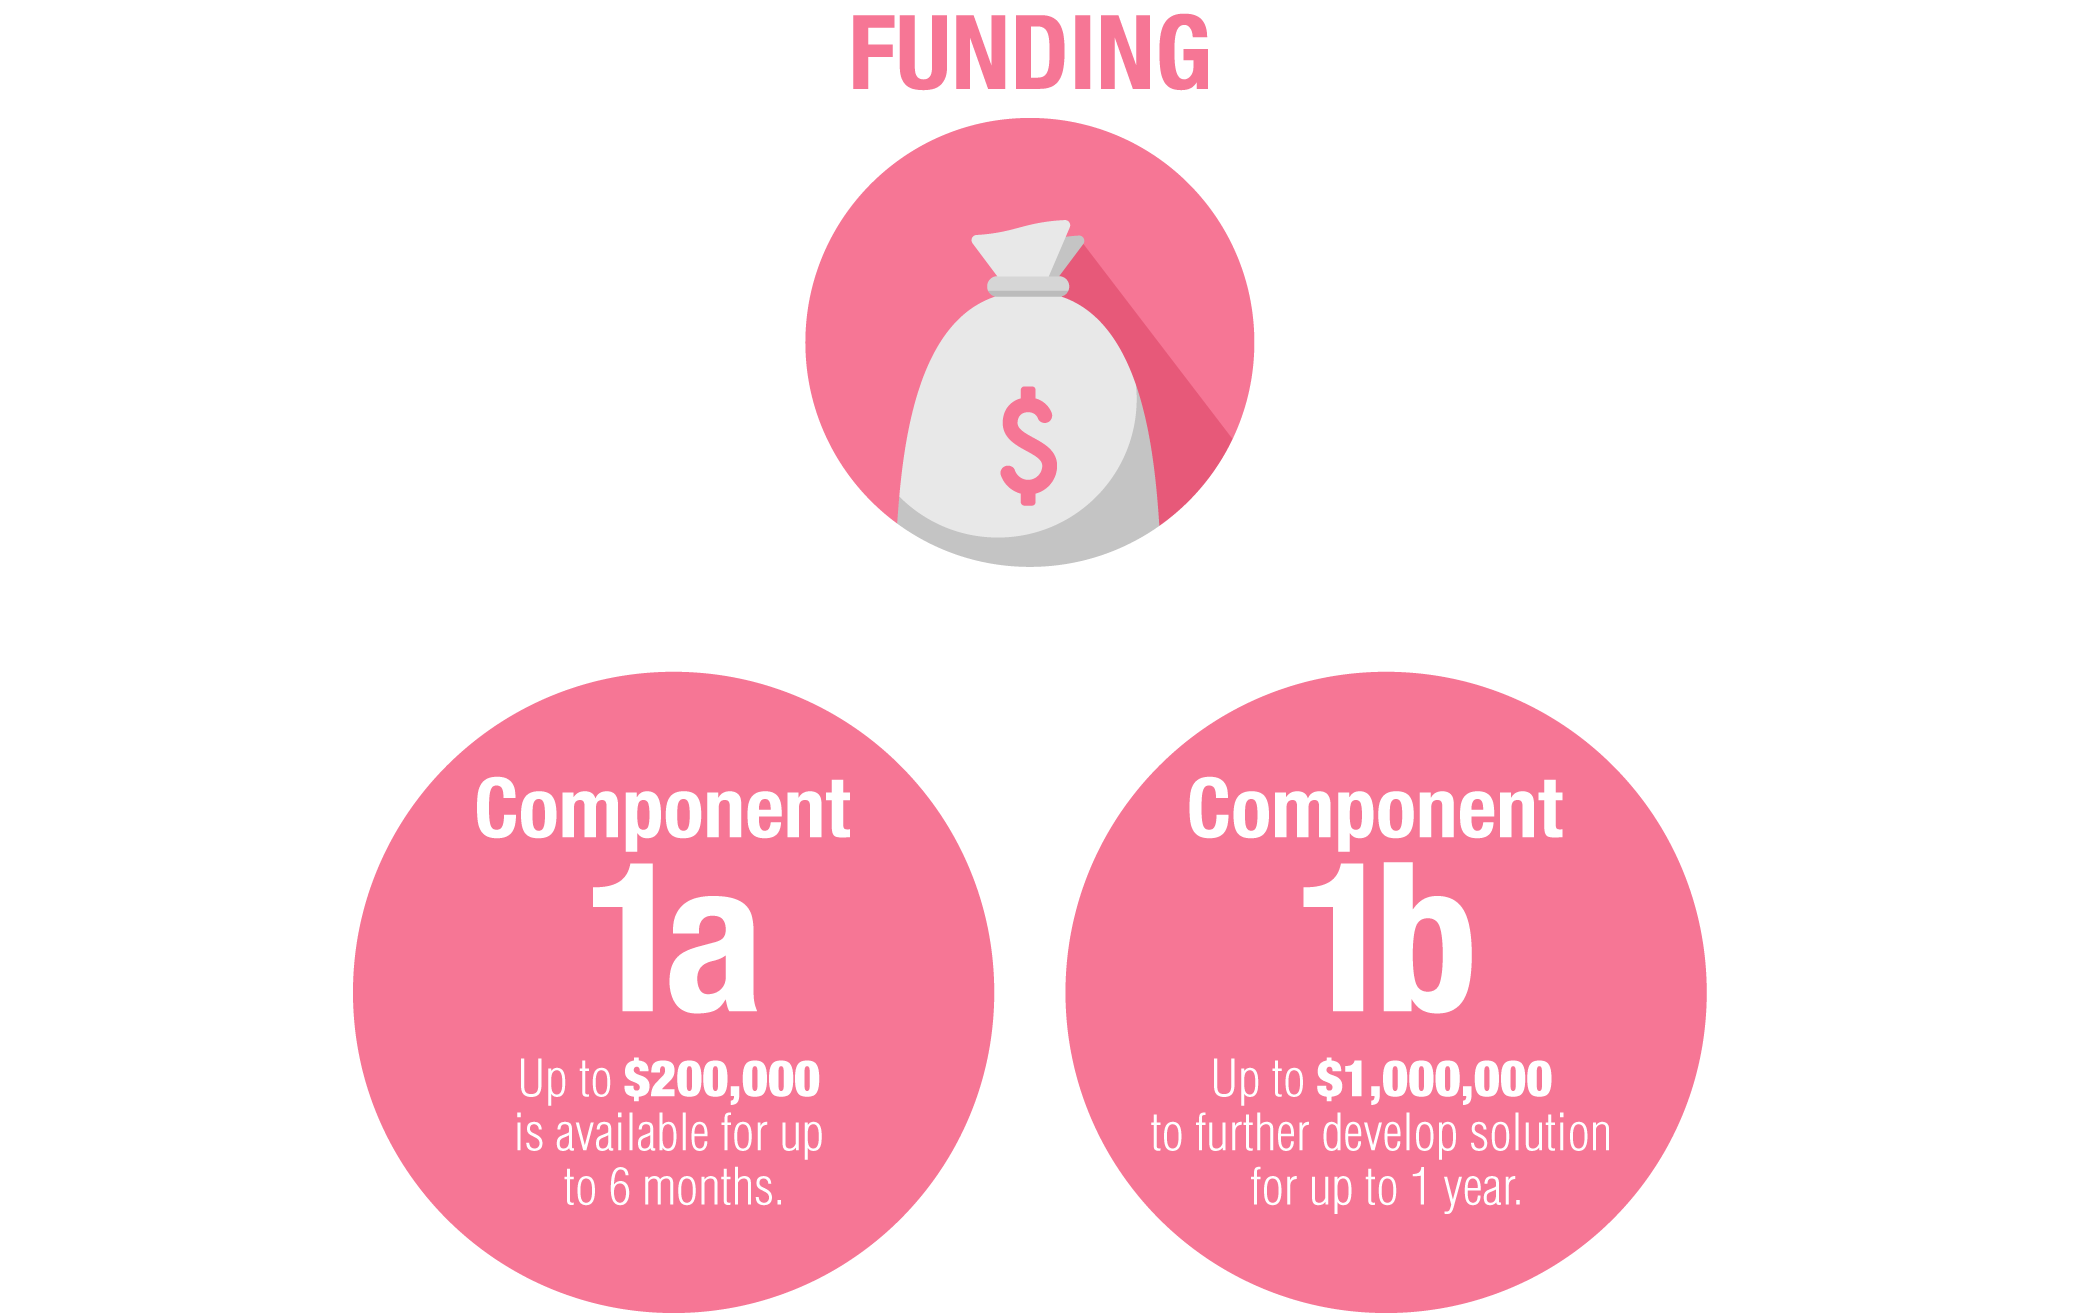 FUNDING
$
Component
1a
Up to $200,000
is available for up
to 6 months.
Component
1b
Up to $1,000,000
to further develop solution
for up to 1 year.